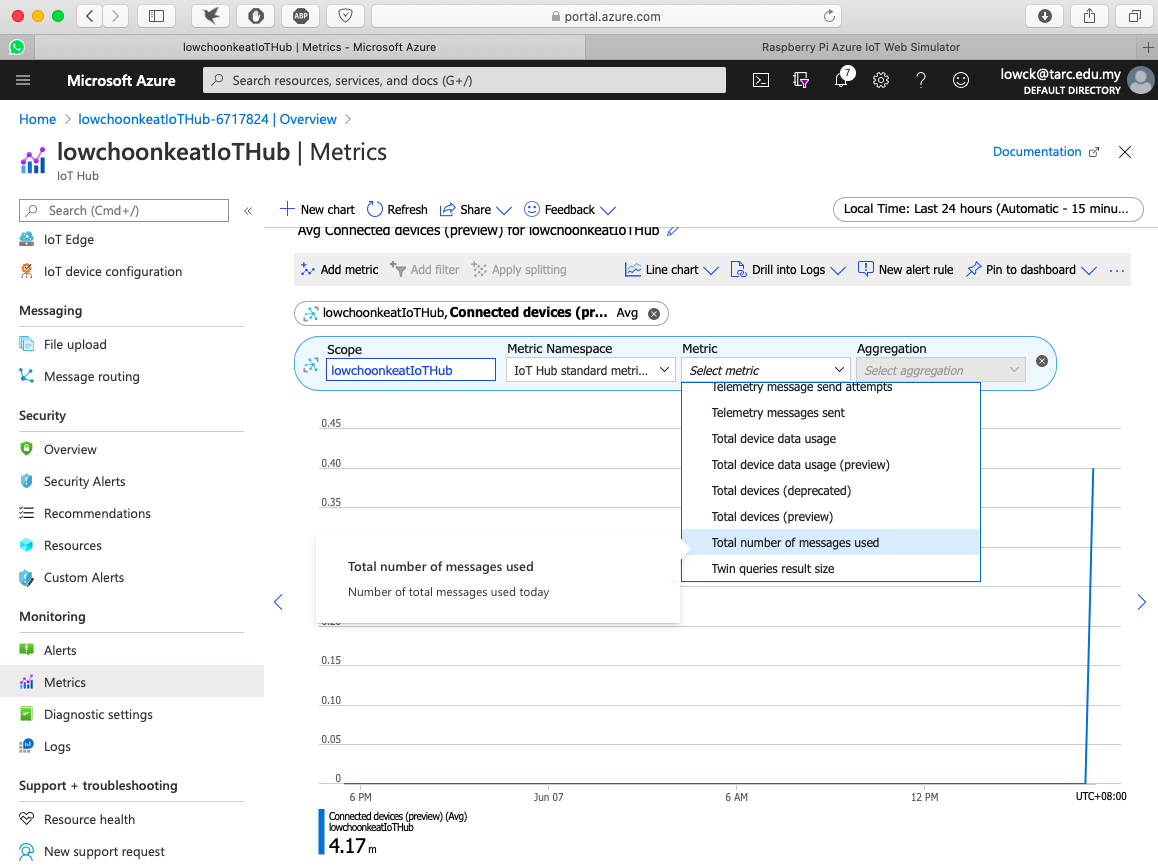 ABP
portal.azure.com
lowchoonkeatIoTHub | Metrics - Microsoft Azure
Raspberry Pi Azure IoT Web Simulator
Microsoft Azure
Search resources, services, and docs (G+/)
7
lowck@tarc.edu.my
DEFAULT DIRECTORY
Home > lowchoonkeatIoTHub-6717824 | Overview >
lowchoonkeatIoTHub | Metrics
IoT Hub
Documentation
Search (Cmd+/)
«
New chart
Refresh
Share
Feedback
Local Time: Last 24 hours (Automatic - 15 minu...
IoT Edge
IoT device configuration
Messaging
File upload
Message routing
Security
Overview
Security Alerts
Recommendations
Resources
Custom Alerts
Monitoring
Alerts
Metrics
Diagnostic settings
Logs
Support + troubleshooting
Resource health
New support request
Avg Connected devices (preview) for lowchoonkeatIoTHub
Add metric
Add filter
Apply splitting
Line chart
Drill into Logs
New alert rule
Pin to dashboard
...
lowchoonkeatIoTHub, Connected devices (pr... Avg
Scope
lowchoonkeatIoTHub
Metric Namespace
IoT Hub standard metri...
Metric
Select metric
Aggregation
Select aggregation
Telemetry message send attempts
Telemetry messages sent
Total device data usage
Total device data usage (preview)
Total devices (deprecated)
Total devices (preview)
Total number of messages used
Twin queries result size
Total number of messages used
Number of total messages used today
0.45
0.40
0.35
0.20
0.15
0.10
0.05
0
6 PM
Jun 07
6 AM
12 PM
UTC+08:00
Connected devices (preview) (Avg)
lowchoonkeatIoTHub
4.17 m